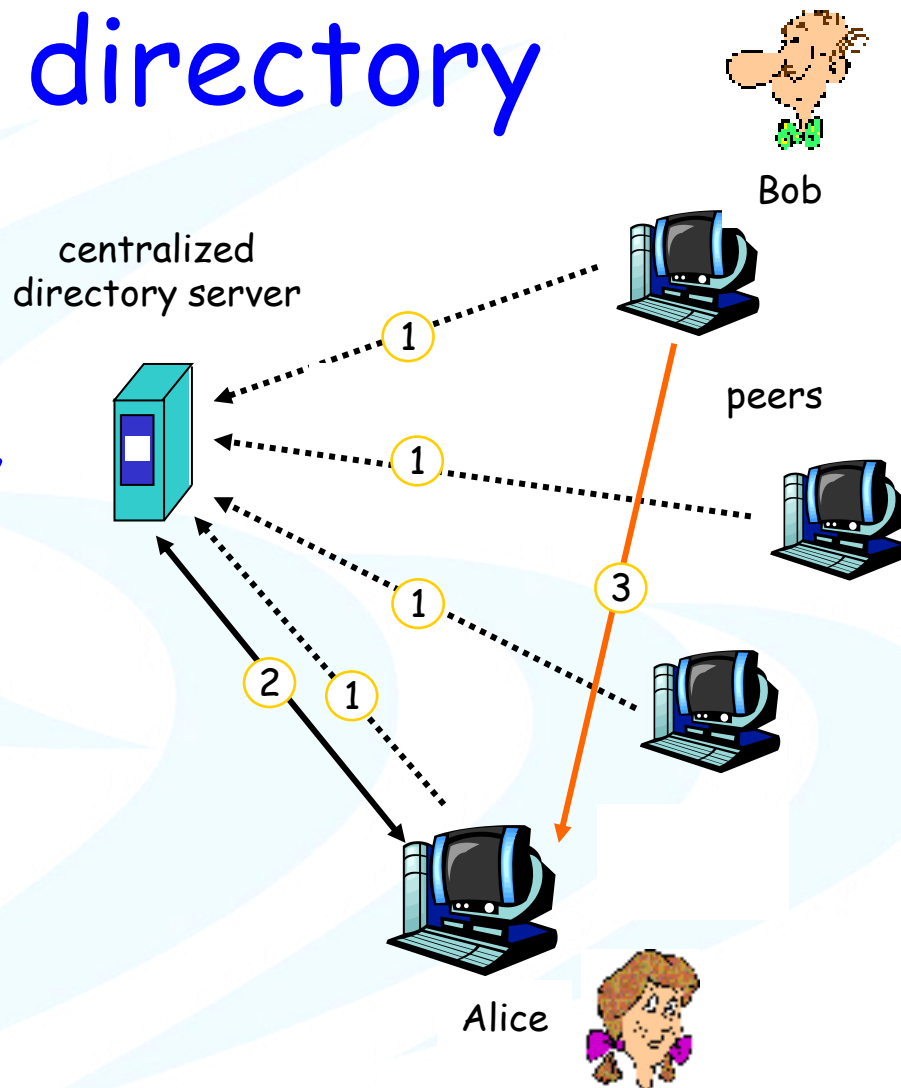 directory
Bob
centralized
directory server
1
peers
1
3
1
2
1
Alice